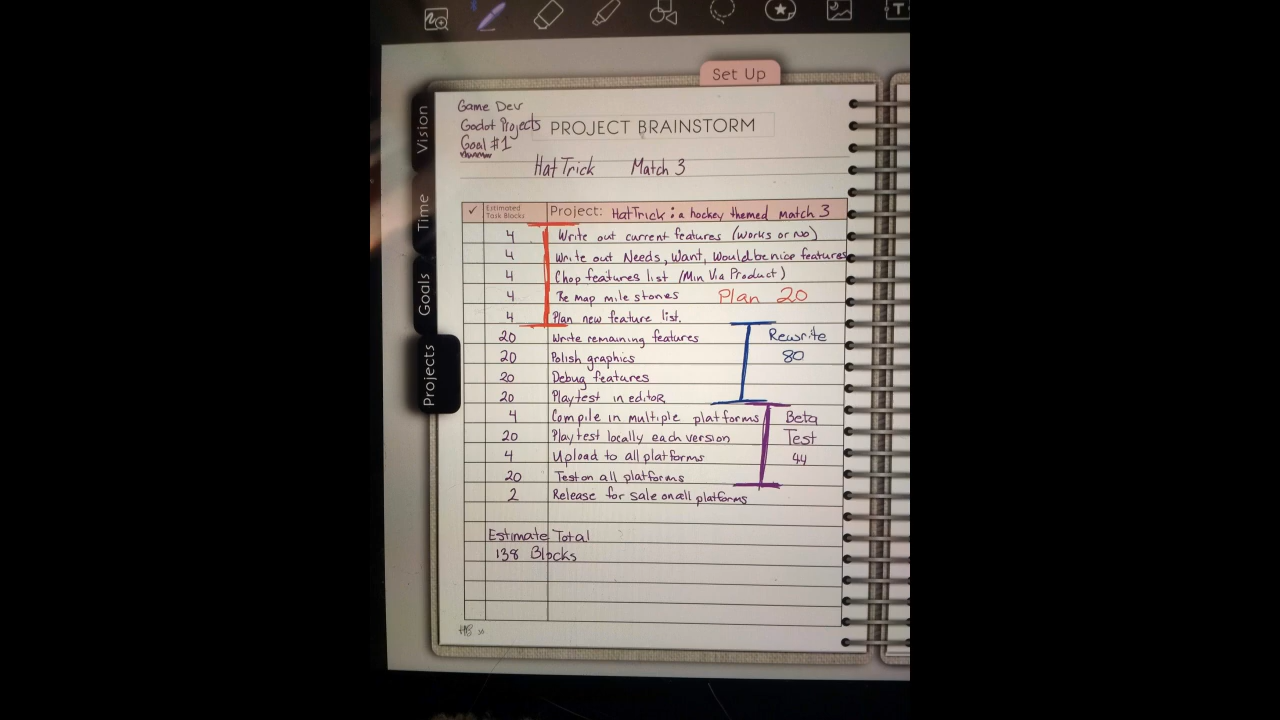 Set Up
Game Dev
Godot Projects
Goal #1
PROJECT BRAINSTORM
HatTrick Match 3
Vision
Time
Goals
Projects
✓ Estimated Task Blocks Project: HatTrick: a hockey themed Match 3
4 Write out current features (Works or No)
4 Write out Needs, Want, Would be nice features
4 Chop features list (Min Via Product)
4 Re map mile stones Plan 20
4 Plan new feature list.
20 Write remaining features Rewrite
20 Polish graphics 80
20 Debug features
20 Playtest in editor
4 Compile in multiple platforms Beta
20 Playtest locally each version Test
4 Upload to all platforms 44
20 Test on all platforms
2 Release for sale on all platforms
Estimate Total
138 Blocks